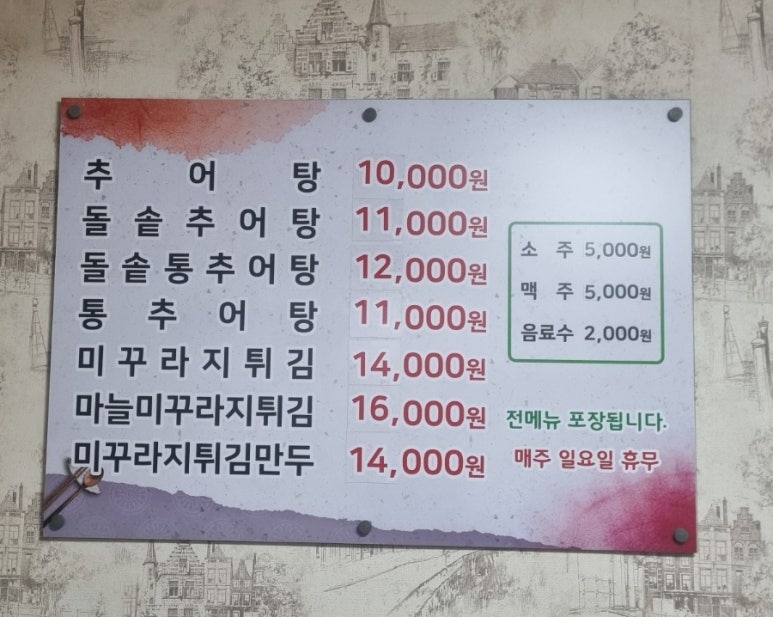 추어탕 10,000원
돌솥추어탕 11,000원
돌솥통추어탕 12,000원
통추어탕 11,000원
미꾸라지튀김 14,000원
마늘미꾸라지튀김 16,000원
미꾸라지튀김만두 14,000원
소주 5,000원
맥주 5,000원
음료수 2,000원
전메뉴 포장됩니다.
매주 일요일 휴무